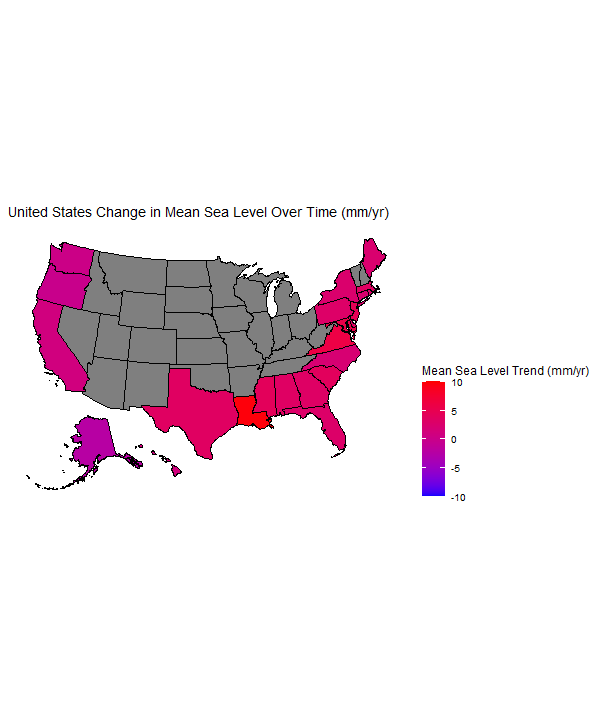 United States Change in Mean Sea Level Over Time (mm/yr)
Mean Sea Level Trend (mm/yr)
10
5
0
-5
-10